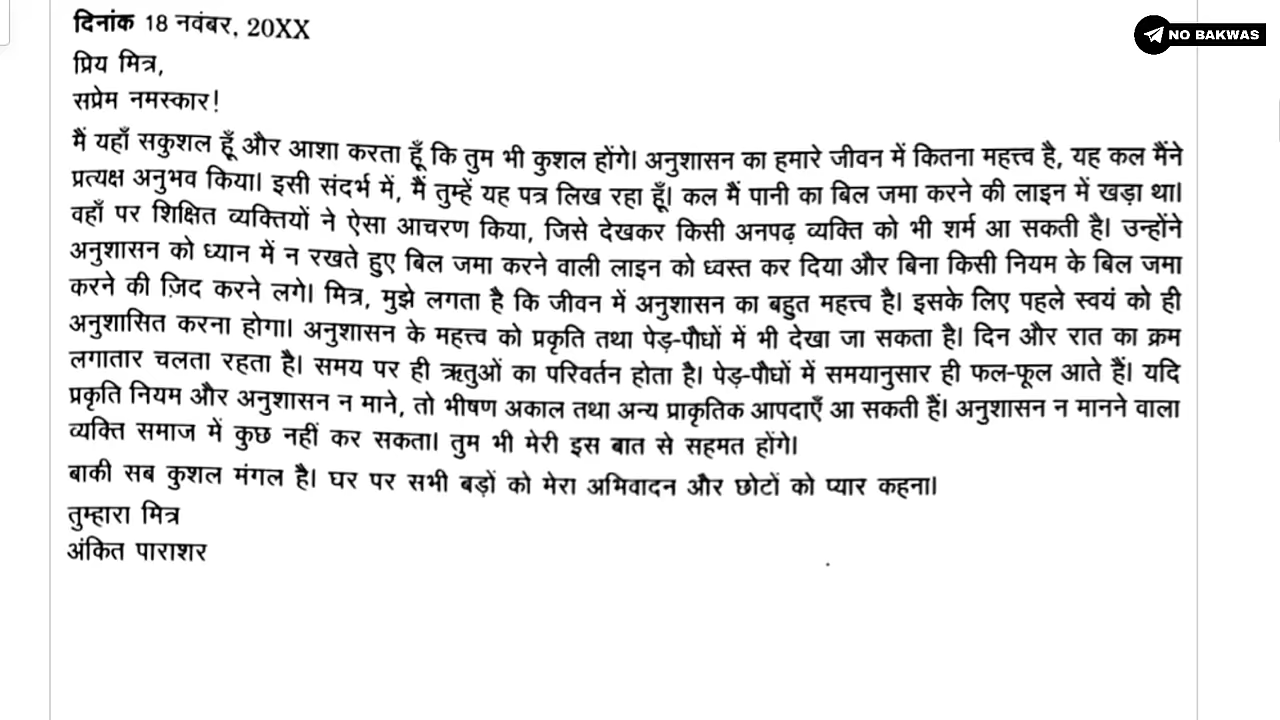 दिनांक 18 नवंबर, 20XX
NO BAKWAS
प्रिय मित्र,
सप्रेम नमस्कार!
मैं यहाँ सकुशल हूँ और आशा करता हूँ कि तुम भी कुशल होंगे। अनुशासन का हमारे जीवन में कितना महत्त्व है, यह कल मैंने
प्रत्यक्ष अनुभव किया। इसी संदर्भ में, मैं तुम्हें यह पत्र लिख रहा हूँ। कल मैं पानी का बिल जमा करने की लाइन में खड़ा था।
वहाँ पर शिक्षित व्यक्तियों ने ऐसा आचरण किया, जिसे देखकर किसी अनपढ़ व्यक्ति को भी शर्म आ सकती है। उन्होंने
अनुशासन को ध्यान में न रखते हुए बिल जमा करने वाली लाइन को ध्वस्त कर दिया और बिना किसी नियम के बिल जमा
करने की ज़िद करने लगे। मित्र, मुझे लगता है कि जीवन में अनुशासन का बहुत महत्त्व है। इसके लिए पहले स्वयं को ही
अनुशासित करना होगा। अनुशासन के महत्त्व को प्रकृति तथा पेड़-पौधों में भी देखा जा सकता है। दिन और रात का क्रम
लगातार चलता रहता है। समय पर ही ऋतुओं का परिवर्तन होता है। पेड़-पौधों में समयानुसार ही फल-फूल आते हैं। यदि
प्रकृति नियम और अनुशासन न माने, तो भीषण अकाल तथा अन्य प्राकृतिक आपदाएँ आ सकती हैं। अनुशासन न मानने वाला
व्यक्ति समाज में कुछ नहीं कर सकता। तुम भी मेरी इस बात से सहमत होंगे।
बाकी सब कुशल मंगल है। घर पर सभी बड़ों को मेरा अभिवादन और छोटों को प्यार कहना।
तुम्हारा मित्र
अंकित पाराशर